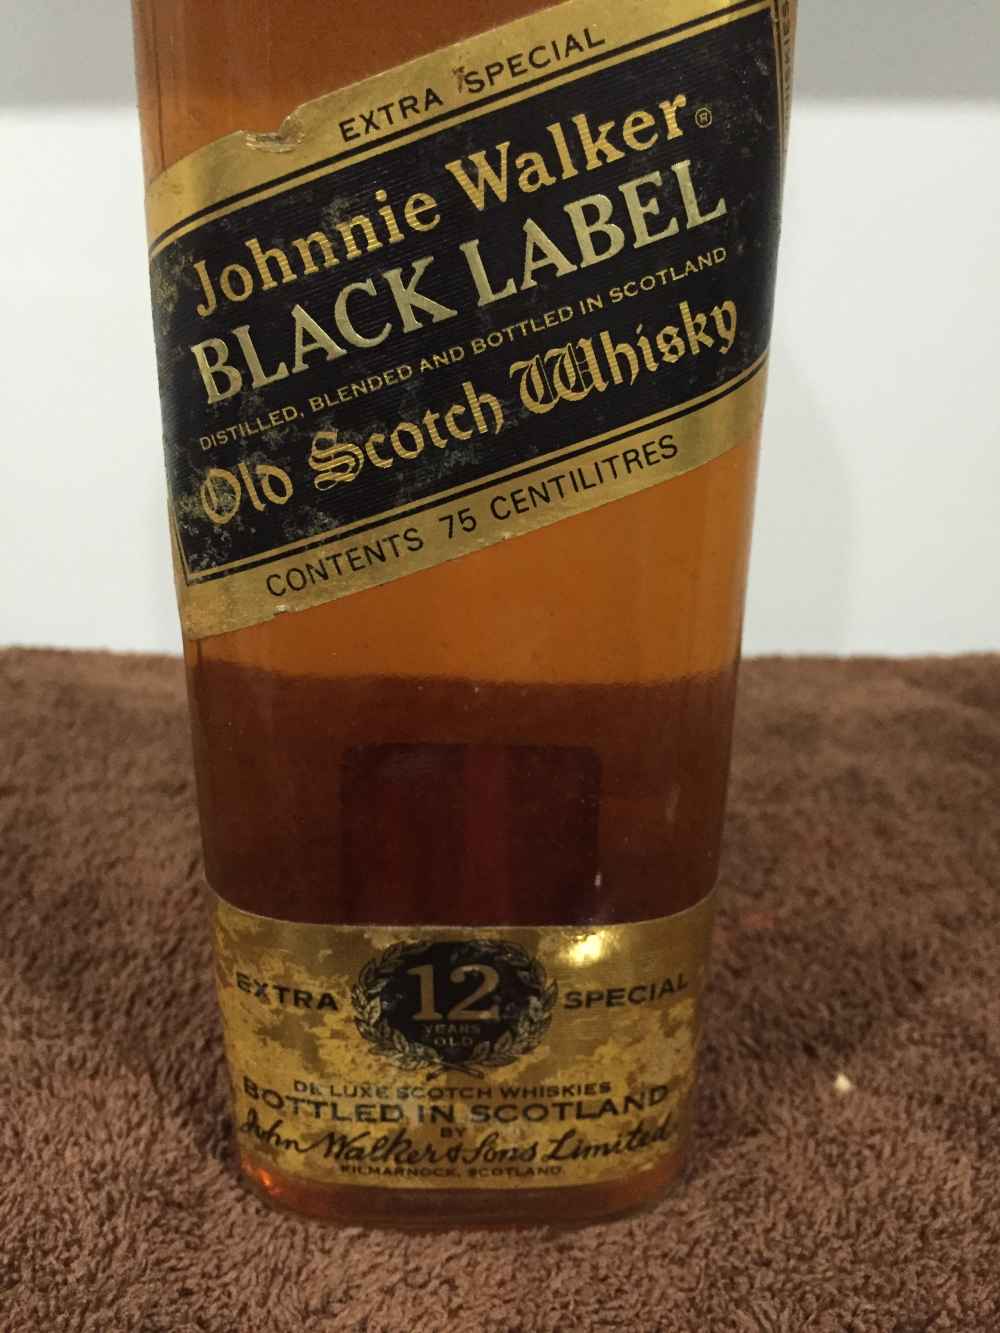 EXTRA SPECIAL
Johnnie Walker®
BLACK LABEL
DISTILLED, BLENDED AND BOTTLED IN SCOTLAND
Old Scotch Whisky
CONTENTS 75 CENTILITRES
EXTRA 12 SPECIAL
YEARS
OLD
DE LUXE SCOTCH WHISKIES
BOTTLED IN SCOTLAND
BY
John Walker & Sons Limited
KILMARNOCK, SCOTLAND.